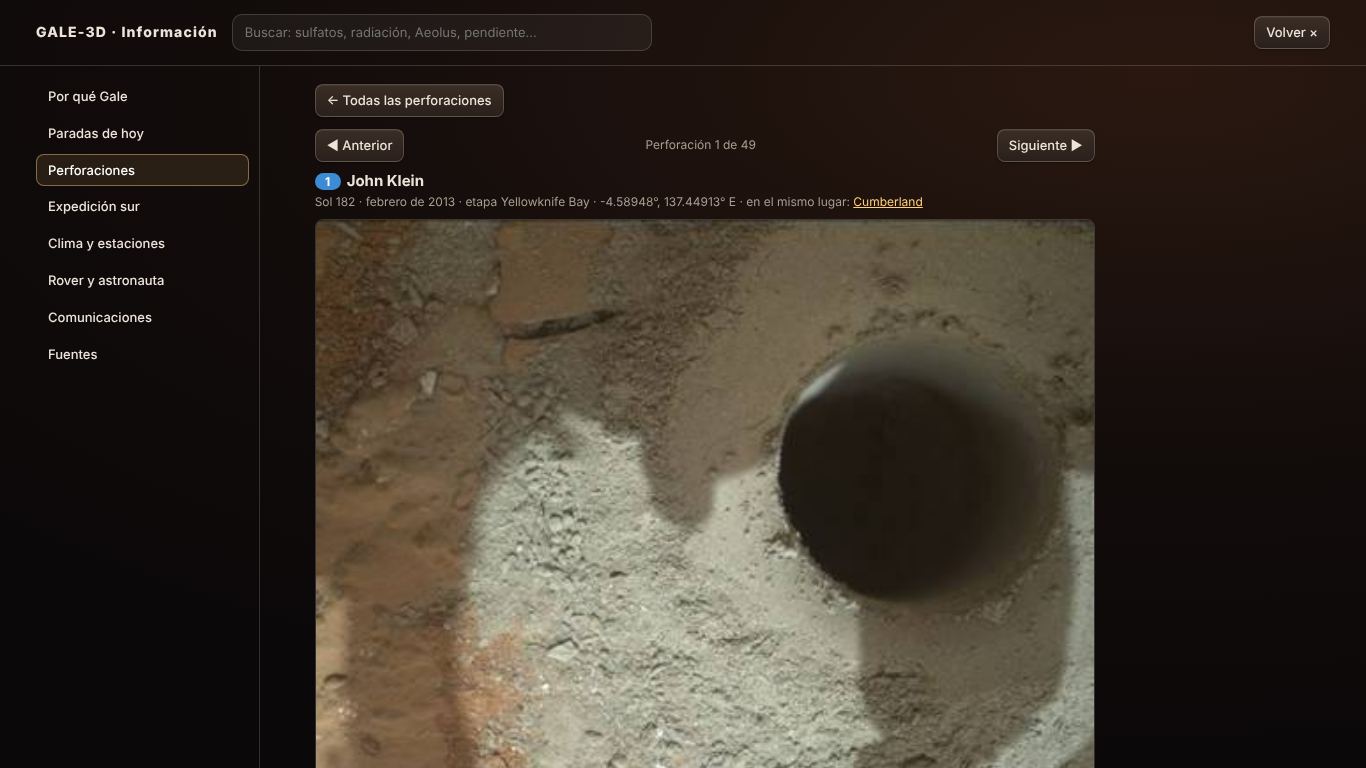 GALE-3D · Información
Buscar: sulfatos, radiación, Aeolus, pendiente...
Volver ×
Por qué Gale
Paradas de hoy
Perforaciones
Expedición sur
Clima y estaciones
Rover y astronauta
Comunicaciones
Fuentes
← Todas las perforaciones
◀ Anterior
Perforación 1 de 49
Siguiente ▶
1 John Klein
Sol 182 · febrero de 2013 · etapa Yellowknife Bay · -4.58948°, 137.44913° E · en el mismo lugar: Cumberland